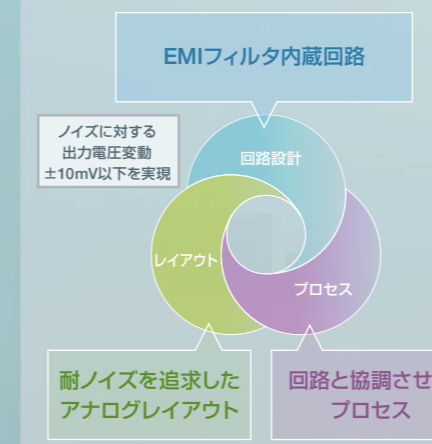 EMIフィルタ内蔵回路
ノイズに対する
出力電圧変動
±10mV以下を実現
回路設計
レイアウト
プロセス
耐ノイズを追求した
アナログレイアウト
回路と協調させ
プロセス